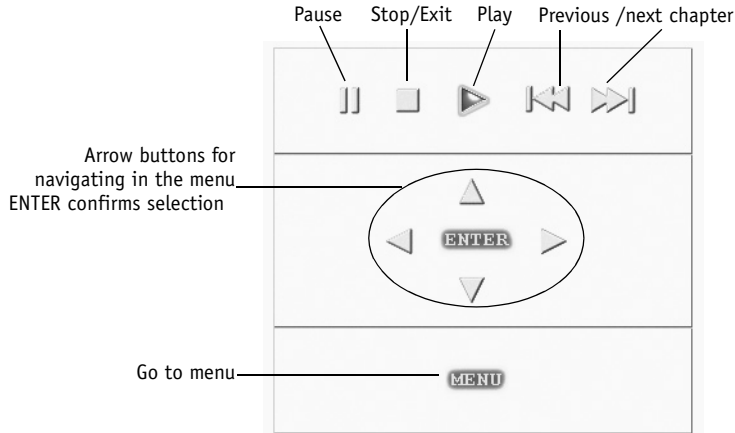 Pause Stop/Exit Play Previous /next chapter
Arrow buttons for
navigating in the menu
ENTER confirms selection
ENTER
Go to menu
MENU